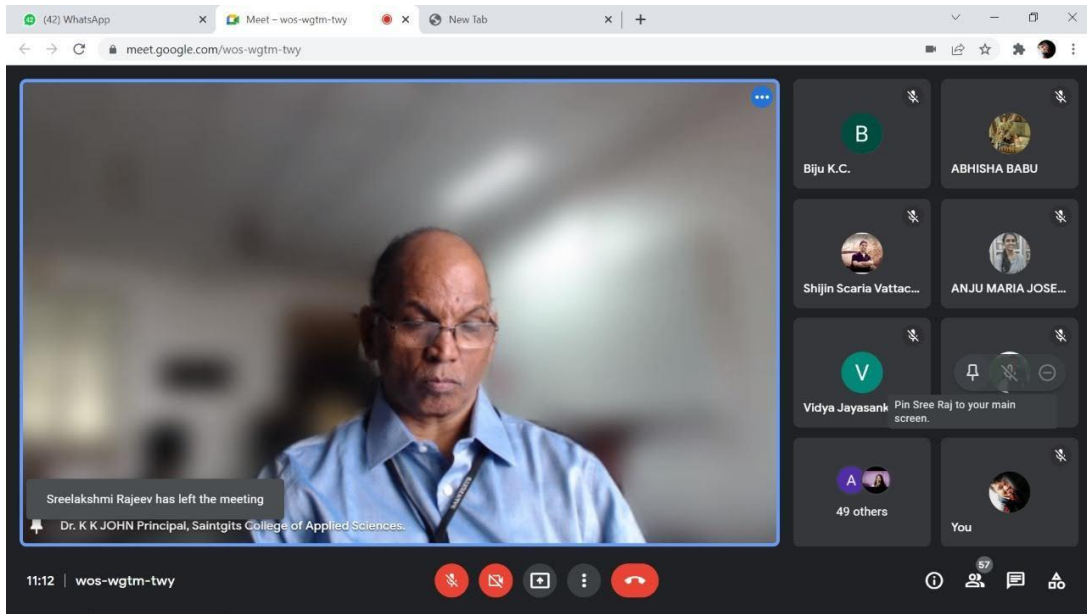 (42) WhatsApp
Meet – wos-wgtm-twy
New Tab
meet.google.com/wos-wgtm-twy
B
Biju K.C.
ABHISHA BABU
Shijin Scaria Vattac...
ANJU MARIA JOSE...
V
Vidya Jayasank
Pin Sree Raj to your main
screen.
A
49 others
You
Sreelakshmi Rajeev has left the meeting
Dr. K K JOHN Principal, Saintgits College of Applied Sciences.
11:12 | wos-wgtm-twy
57